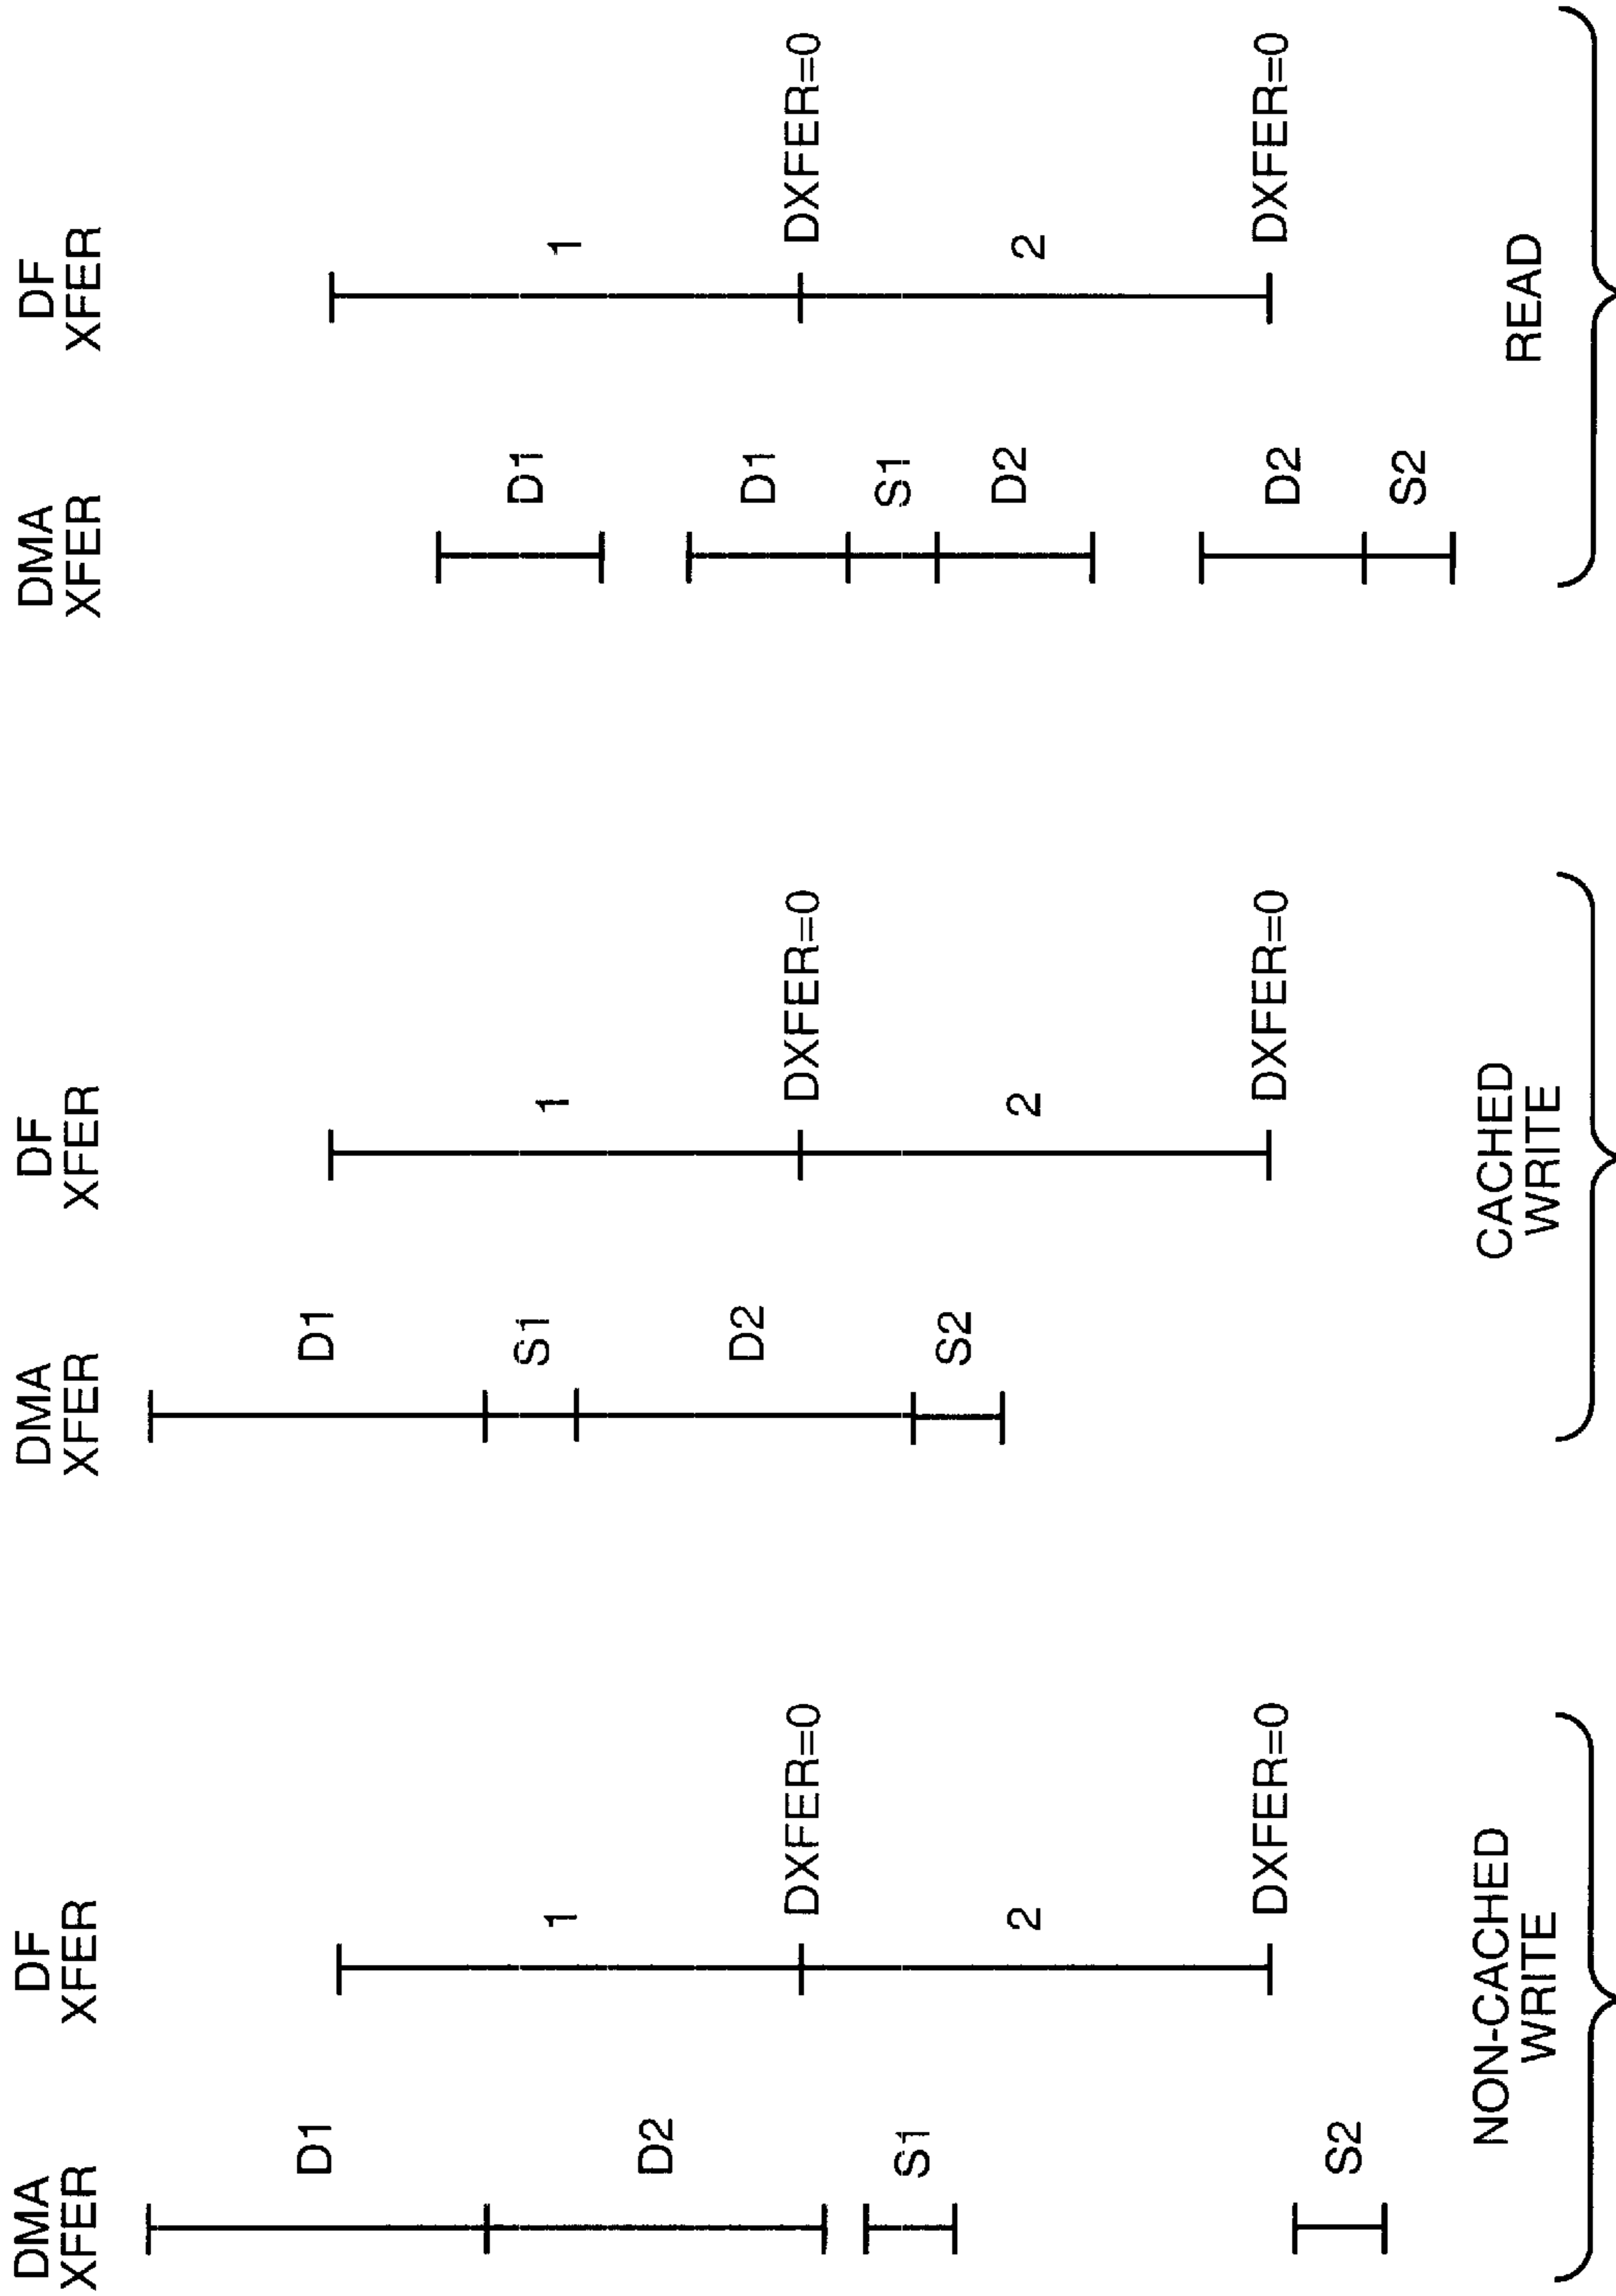 DMA
XFER
DF
XFER
D1
1
D2
DXFER=0
S1
2
DXFER=0
S2
NON-CACHED
WRITE
DMA
XFER
DF
XFER
D1
S1
1
D2
DXFER=0
S2
2
DXFER=0
CACHED
WRITE
DMA
XFER
DF
XFER
D1
1
D1
DXFER=0
S1
D2
2
D2
DXFER=0
S2
READ